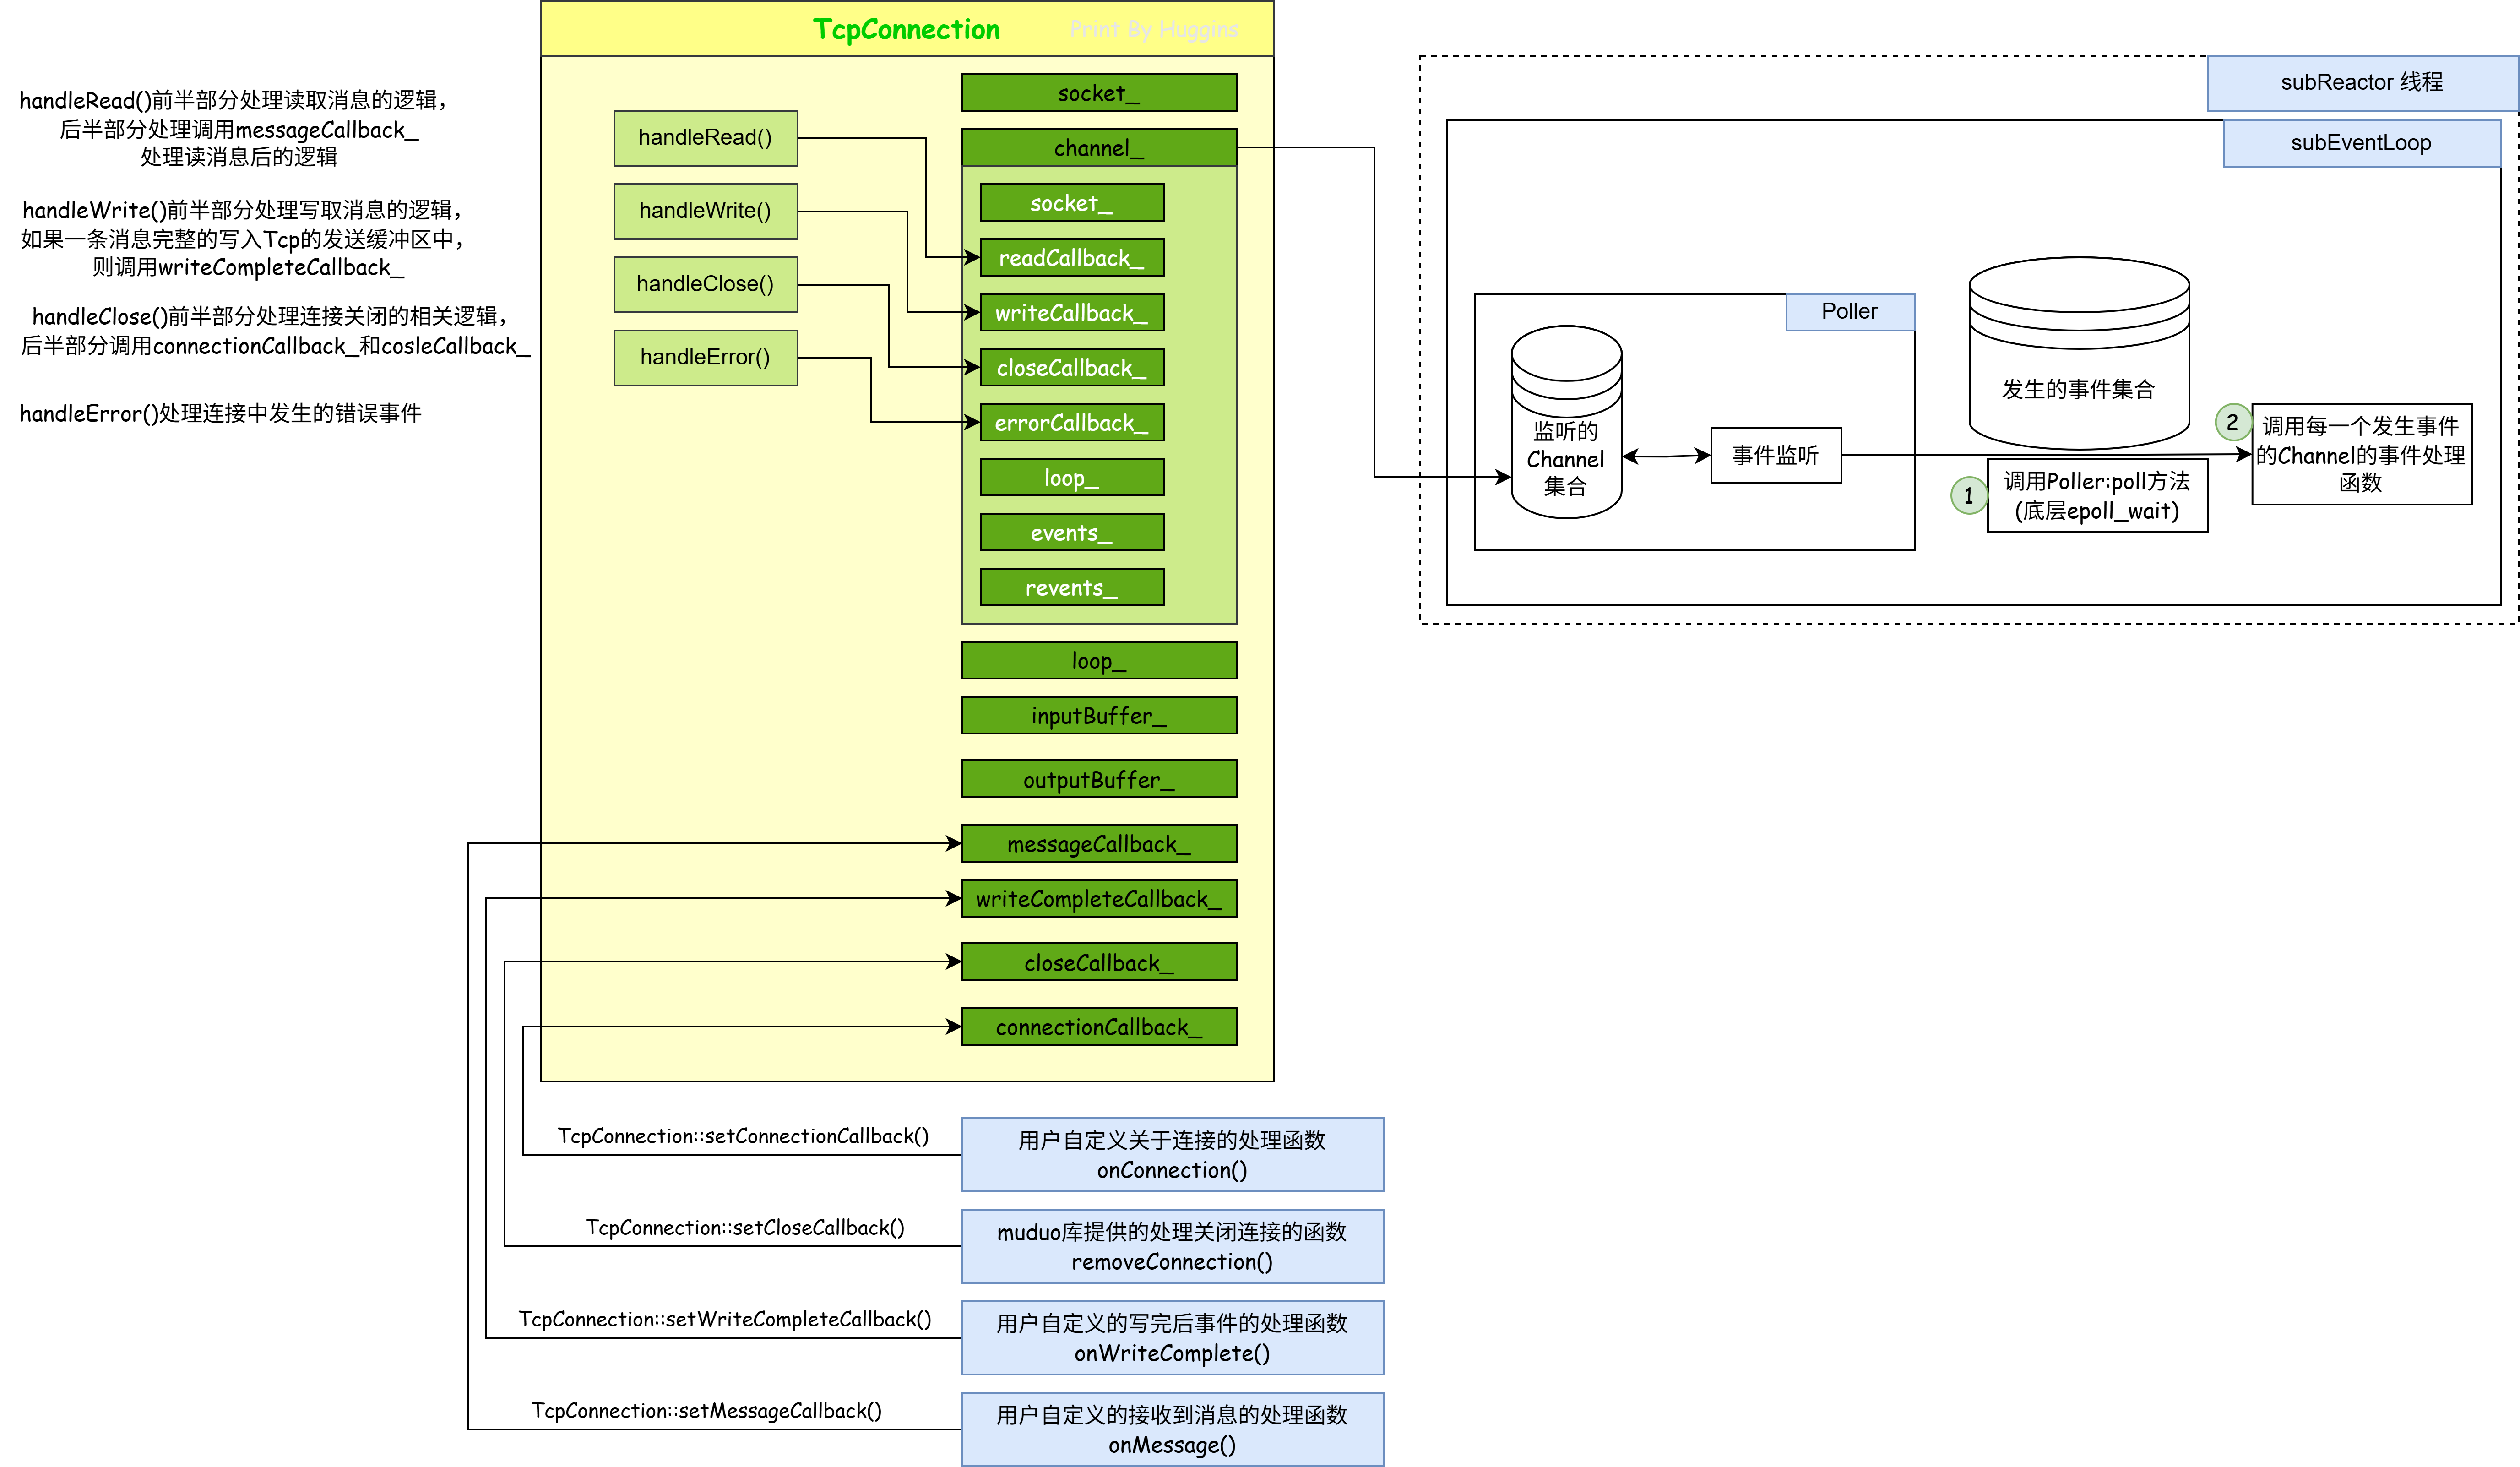 TcpConnection
Print By Huggins
handleRead()前半部分处理读取消息的逻辑，
后半部分处理调用messageCallback_
处理读消息后的逻辑
handleWrite()前半部分处理写取消息的逻辑，
如果一条消息完整的写入Tcp的发送缓冲区中，
则调用writeCompleteCallback_
handleClose()前半部分处理连接关闭的相关逻辑，
后半部分调用connectionCallback_和cosleCallback_
handleError()处理连接中发生的错误事件
handleRead()
handleWrite()
handleClose()
handleError()
socket_
channel_
socket_
readCallback_
writeCallback_
closeCallback_
errorCallback_
loop_
events_
revents_
loop_
inputBuffer_
outputBuffer_
messageCallback_
writeCompleteCallback_
closeCallback_
connectionCallback_
subReactor 线程
subEventLoop
Poller
监听的
Channel
集合
事件监听
发生的事件集合
1
调用Poller:poll方法
(底层epoll_wait)
2
调用每一个发生事件
的Channel的事件处理
函数
TcpConnection::setConnectionCallback()
用户自定义关于连接的处理函数
onConnection()
TcpConnection::setCloseCallback()
muduo库提供的处理关闭连接的函数
removeConnection()
TcpConnection::setWriteCompleteCallback()
用户自定义的写完后事件的处理函数
onWriteComplete()
TcpConnection::setMessageCallback()
用户自定义的接收到消息的处理函数
onMessage()